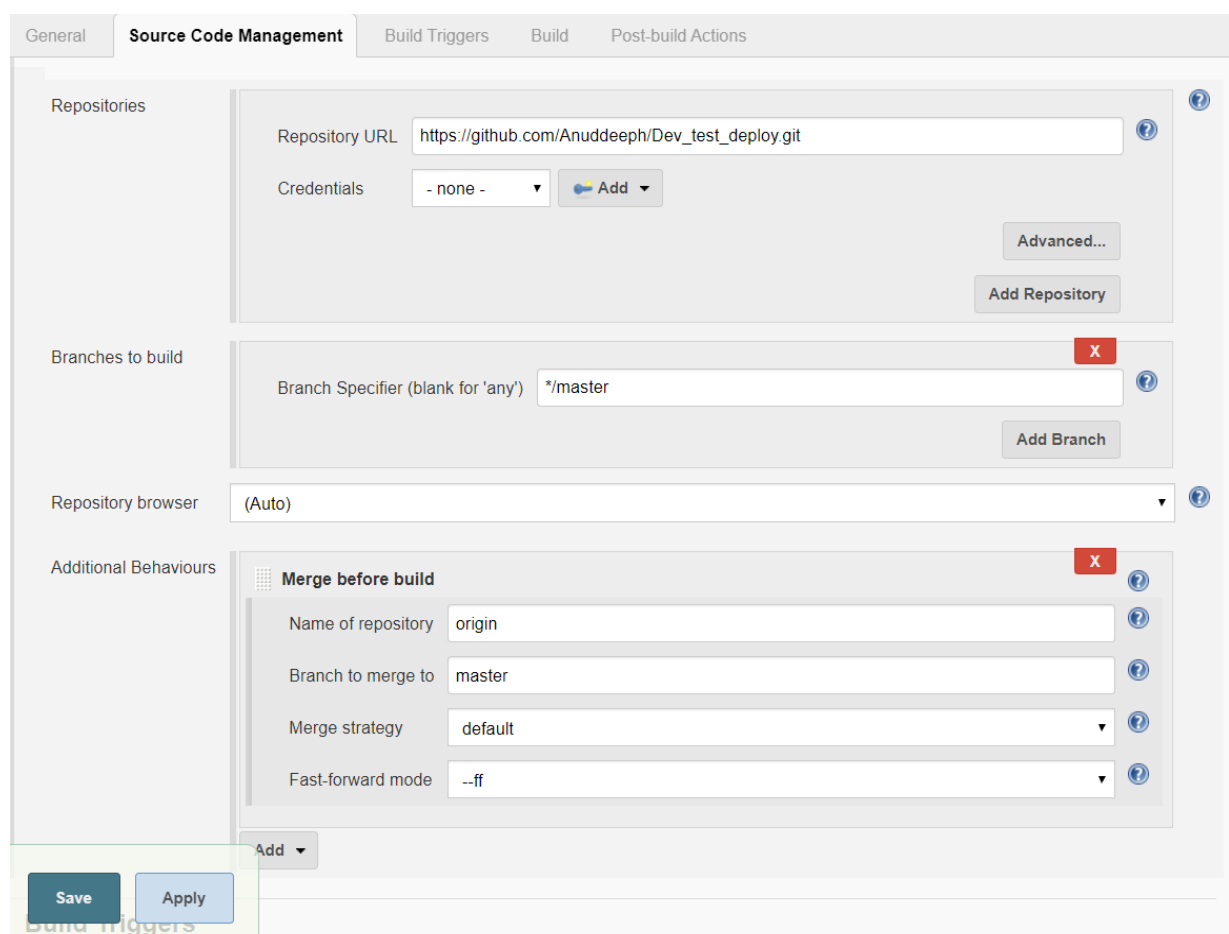 General Source Code Management Build Triggers Build Post-build Actions
Repositories
Repository URL https://github.com/Anuddeeph/Dev_test_deploy.git
Credentials - none - Add
Advanced...
Add Repository
Branches to build
X
Branch Specifier (blank for 'any') */master
Add Branch
Repository browser (Auto)
Additional Behaviours
X
Merge before build
Name of repository origin
Branch to merge to master
Merge strategy default
Fast-forward mode --ff
Add
Save Apply
Build Triggers